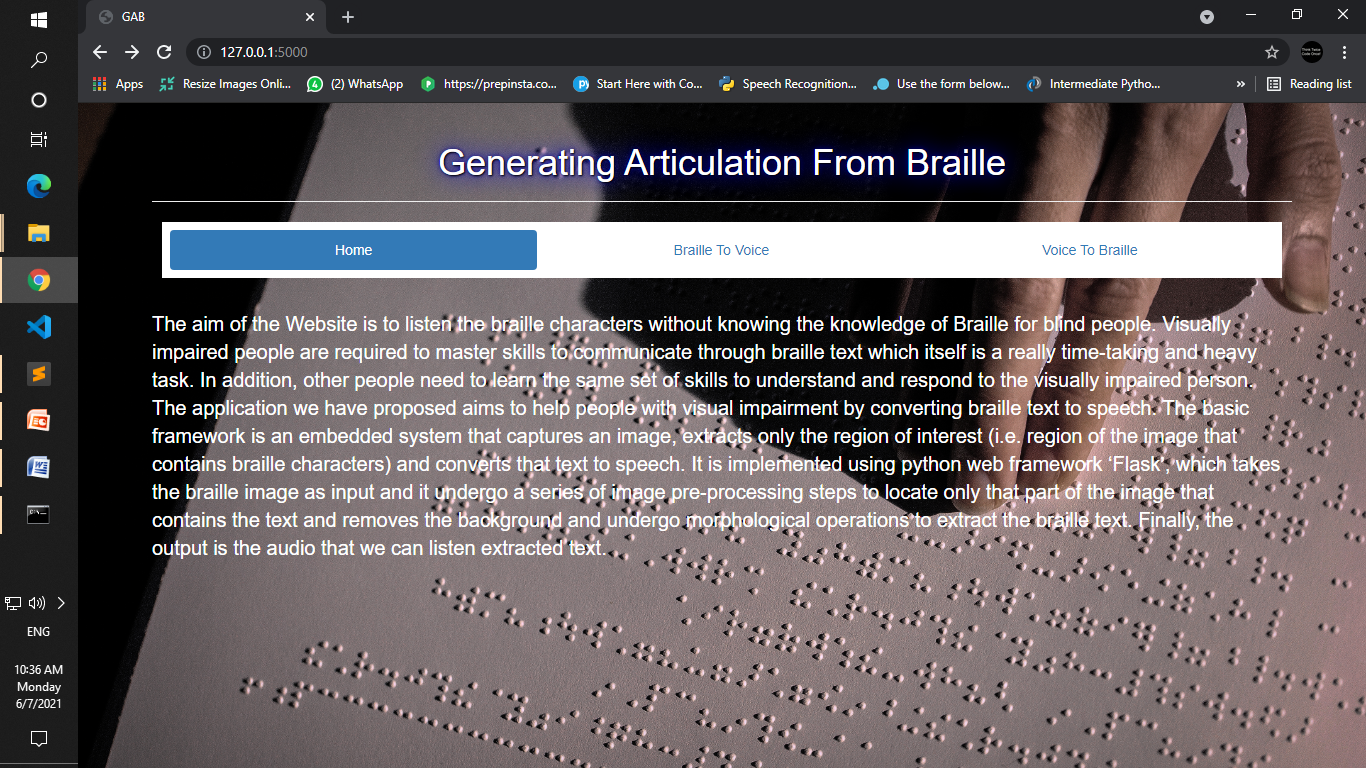 GAB
127.0.0.1:5000
Apps
Resize Images Onli...
(2) WhatsApp
https://prepinsta.co...
Start Here with Co...
Speech Recognition...
Use the form below...
Intermediate Pytho...
»
Reading list
Generating Articulation From Braille
Home
Braille To Voice
Voice To Braille
The aim of the Website is to listen the braille characters without knowing the knowledge of Braille for blind people. Visually
impaired people are required to master skills to communicate through braille text which itself is a really time-taking and heavy
task. In addition, other people need to learn the same set of skills to understand and respond to the visually impaired person.
The application we have proposed aims to help people with visual impairment by converting braille text to speech. The basic
framework is an embedded system that captures an image, extracts only the region of interest (i.e. region of the image that
contains braille characters) and converts that text to speech. It is implemented using python web framework ‘Flask’, which takes
the braille image as input and it undergo a series of image pre-processing steps to locate only that part of the image that
contains the text and removes the background and undergo morphological operations to extract the braille text. Finally, the
output is the audio that we can listen extracted text.
ENG
10:36 AM
Monday
6/7/2021